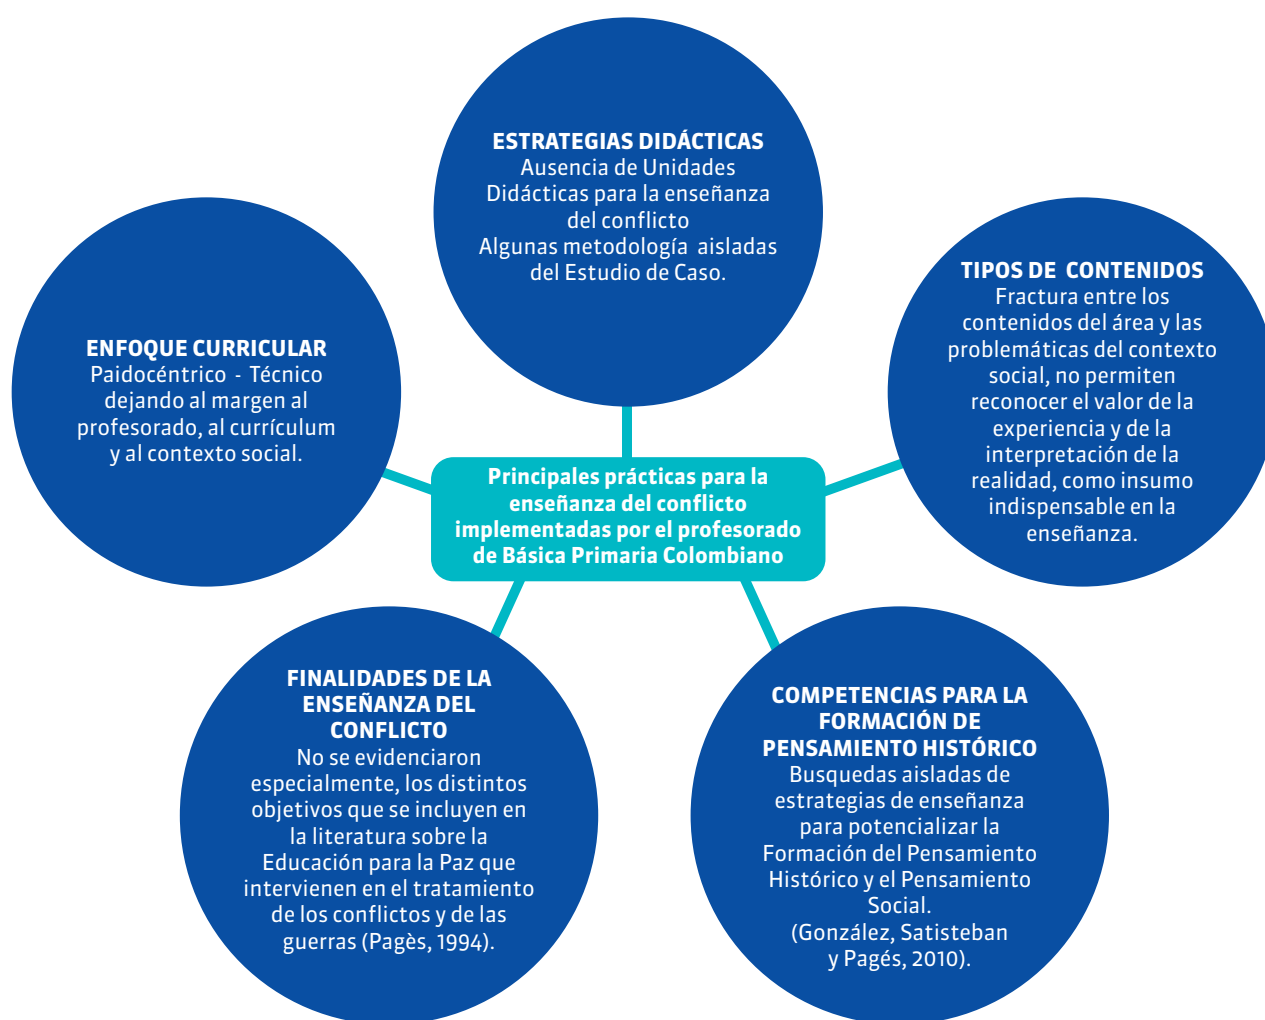 ESTRATEGIAS DIDÁCTICAS
Ausencia de Unidades
Didácticas para la enseñanza
del conflicto
Algunas metodología aisladas
del Estudio de Caso.
TIPOS DE CONTENIDOS
Fractura entre los
contenidos del área y las
problemáticas del contexto
social, no permiten
reconocer el valor de la
experiencia y de la
interpretación de la
realidad, como insumo
indispensable en la
enseñanza.
ENFOQUE CURRICULAR
Paidocéntrico - Técnico
dejando al margen al
profesorado, al currículum
y al contexto social.
Principales prácticas para la
enseñanza del conflicto
implementadas por el profesorado
de Básica Primaria Colombiano
FINALIDADES DE LA
ENSEÑANZA DEL
CONFLICTO
No se evidenciaron
especialmente, los distintos
objetivos que se incluyen en
la literatura sobre la
Educación para la Paz que
intervienen en el tratamiento
de los conflictos y de las
guerras (Pagès, 1994).
COMPETENCIAS PARA LA
FORMACIÓN DE
PENSAMIENTO HISTÓRICO
Busquedas aisladas de
estrategias de enseñanza
para potencializar la
Formación del Pensamiento
Histórico y el Pensamiento
Social.
(González, Satisteban
y Pagés, 2010).